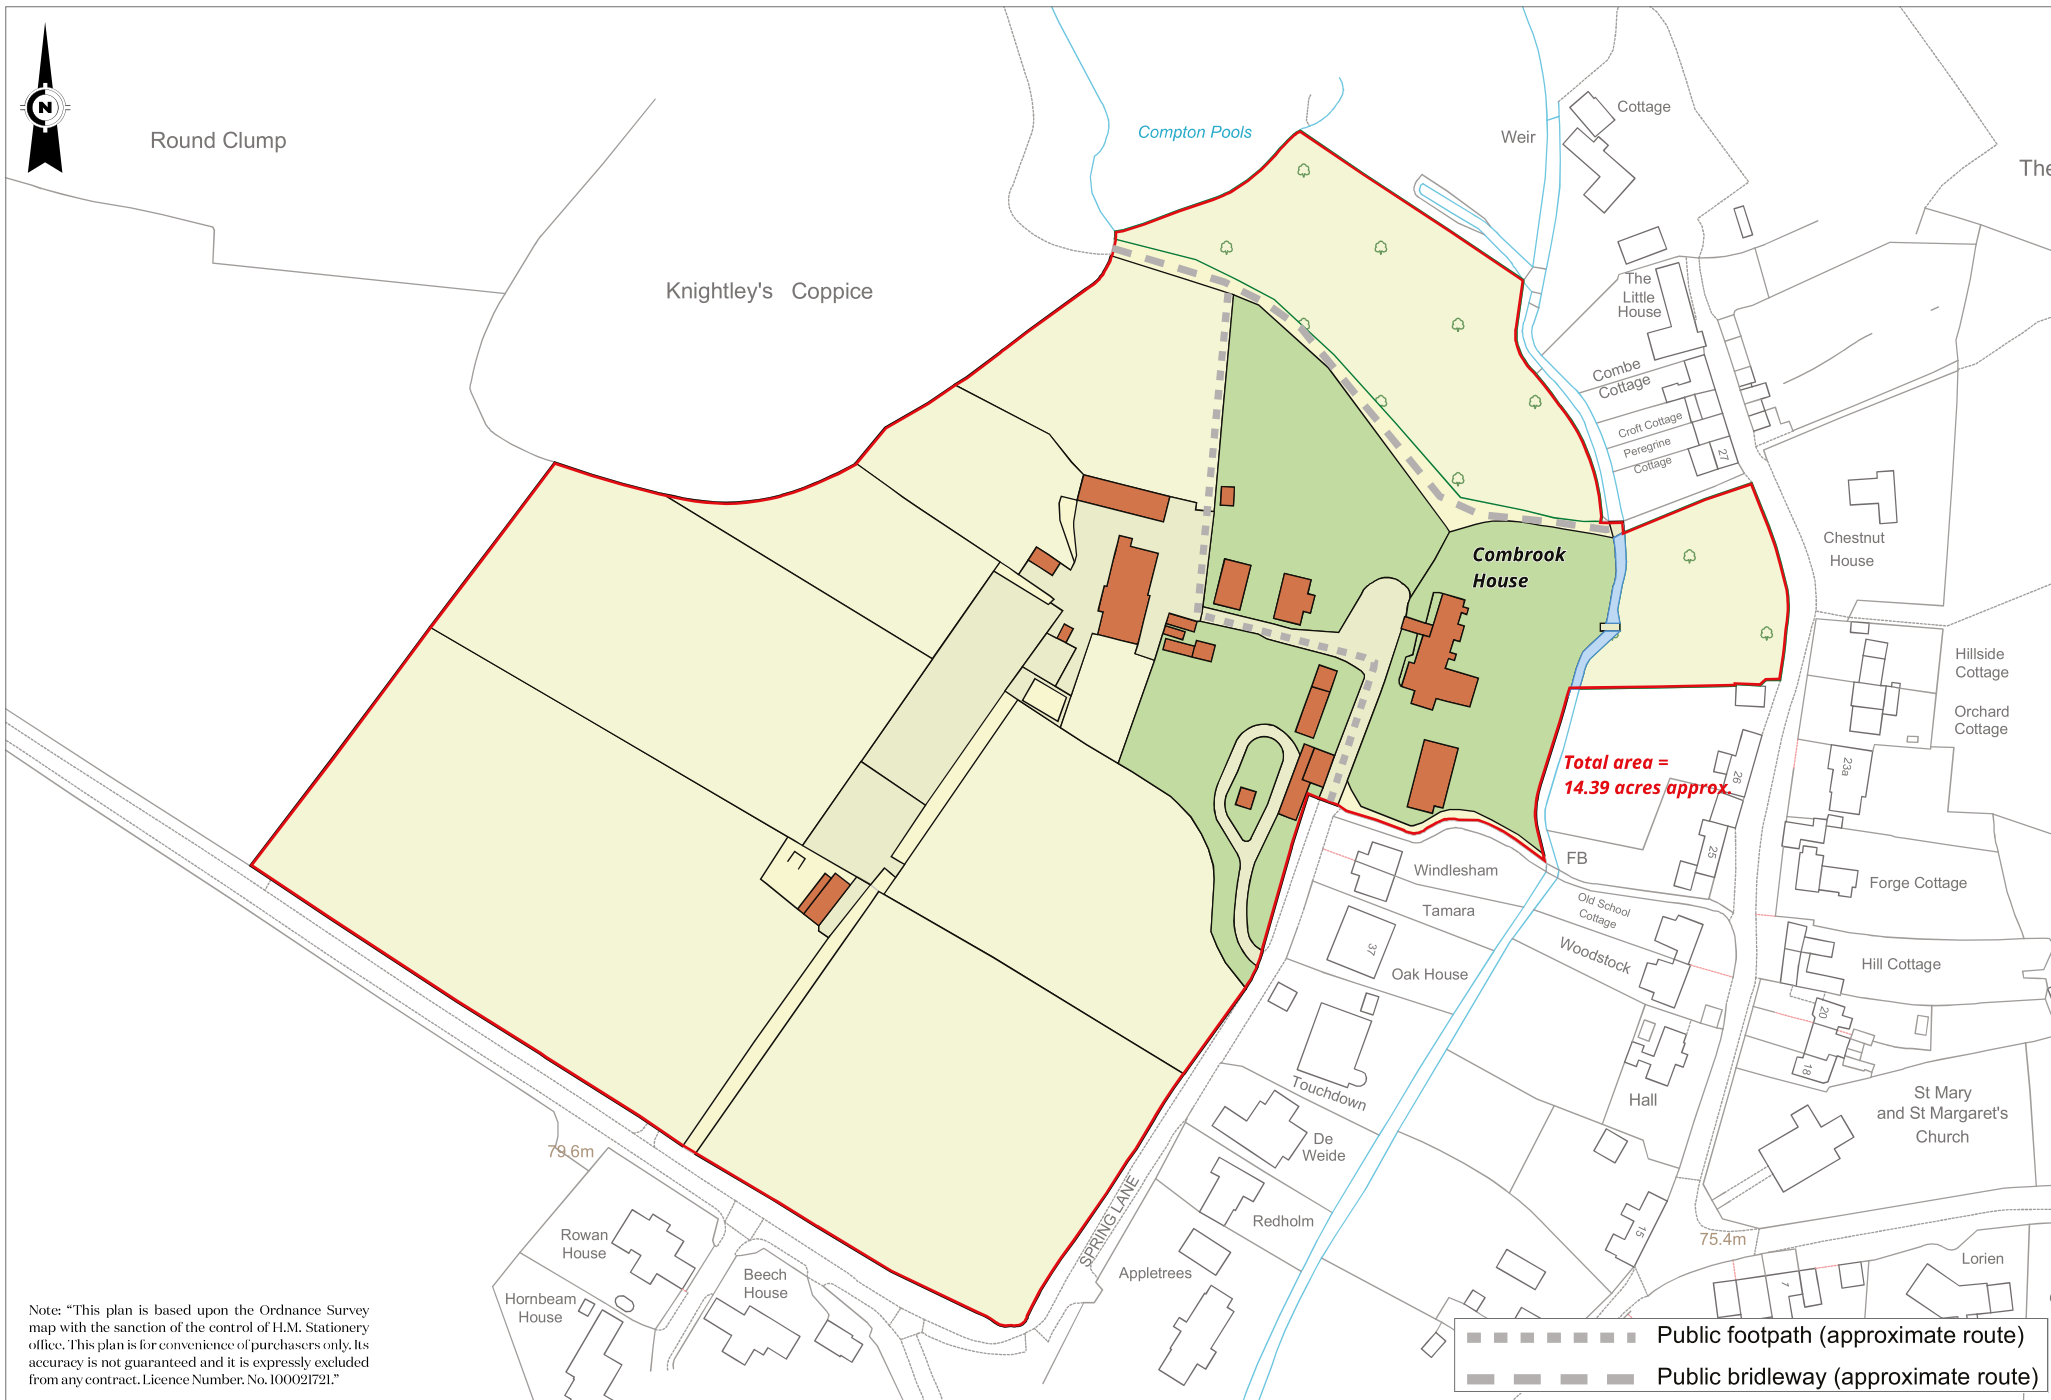 N
Round Clump
Compton Pools
Weir
Cottage
The
Knightley's Coppice
The
Little
House
Combe
Cottage
Croft Cottage
Peregrine
Cottage
27
Combrook
House
Chestnut
House
Hillside
Cottage
Orchard
Cottage
Total area =
14.39 acres approx.
26
23a
25
FB
Windlesham
Forge Cottage
Tamara
Old School
Cottage
37
Woodstock
Oak House
Hill Cottage
20
18
Touchdown
Hall
St Mary
and St Margaret's
Church
79.6m
De
Weide
SPRING LANE
Redholm
15
75.4m
Rowan
House
Beech
House
Appletrees
Lorien
1
Hornbeam
House
Note: “This plan is based upon the Ordnance Survey
map with the sanction of the control of H.M. Stationery
office. This plan is for convenience of purchasers only. Its
accuracy is not guaranteed and it is expressly excluded
from any contract. Licence Number. No. 100021721.”
Public footpath (approximate route)
Public bridleway (approximate route)